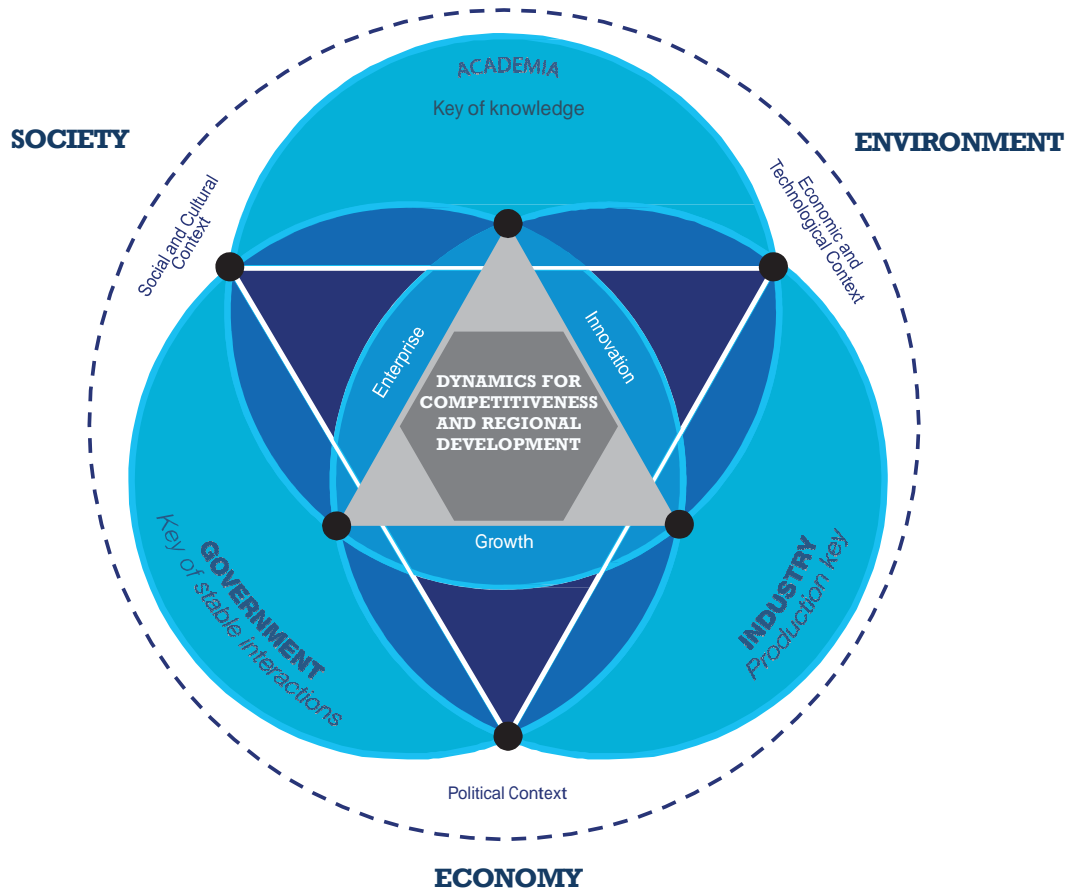 ACADEMIA
Key of knowledge
SOCIETY
ENVIRONMENT
Social and Cultural
Context
Economic and
Technological Context
Enterprise
Innovation
DYNAMICS FOR
COMPETITIVENESS
AND REGIONAL
DEVELOPMENT
Growth
GOVERNMENT
Key of stable interactions
INDUSTRY
Production key
Political Context
ECONOMY